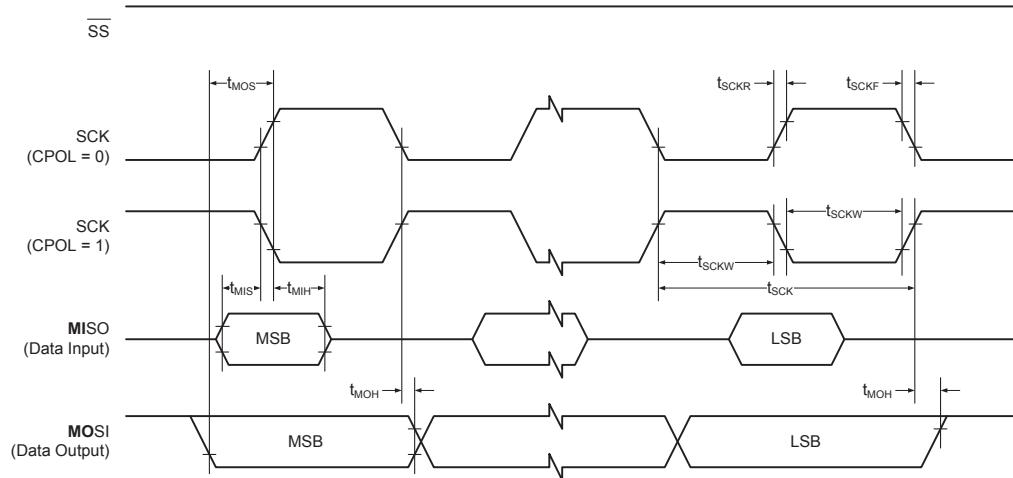 SS
tMOS
tSCKR
tSCKF
SCK
(CPOL = 0)
SCK
(CPOL = 1)
tSCKW
tSCKW
tMIS
tMIH
tSCK
MISO
(Data Input)
MSB
LSB
tMOH
tMOH
MOSI
(Data Output)
MSB
LSB